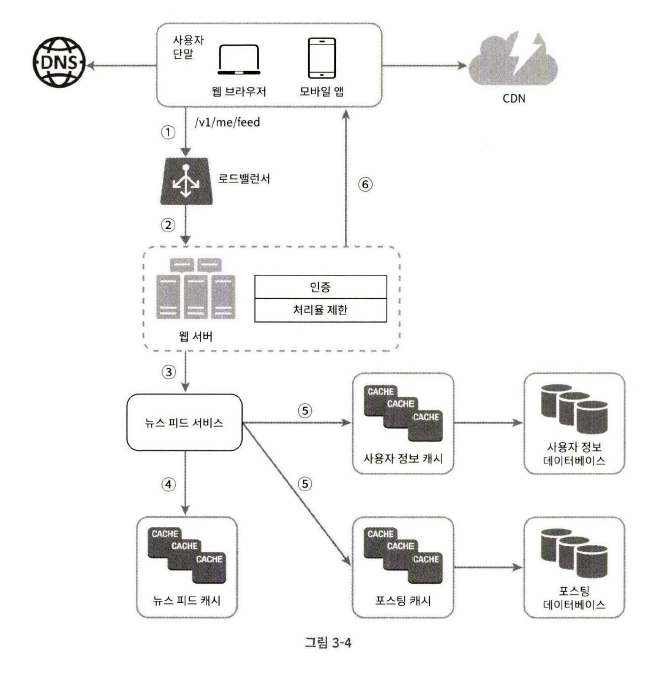 DNS
사용자
단말
웹 브라우저
모바일 앱
CDN
①
/v1/me/feed
로드밸런서
⑥
②
인증
처리율 제한
웹 서버
③
뉴스 피드 서비스
⑤
CACHE
CACHE
CACHE
사용자 정보 캐시
사용자 정보
데이터베이스
④
⑤
CACHE
CACHE
CACHE
뉴스 피드 캐시
CACHE
CACHE
CACHE
포스팅 캐시
포스팅
데이터베이스
그림 3-4